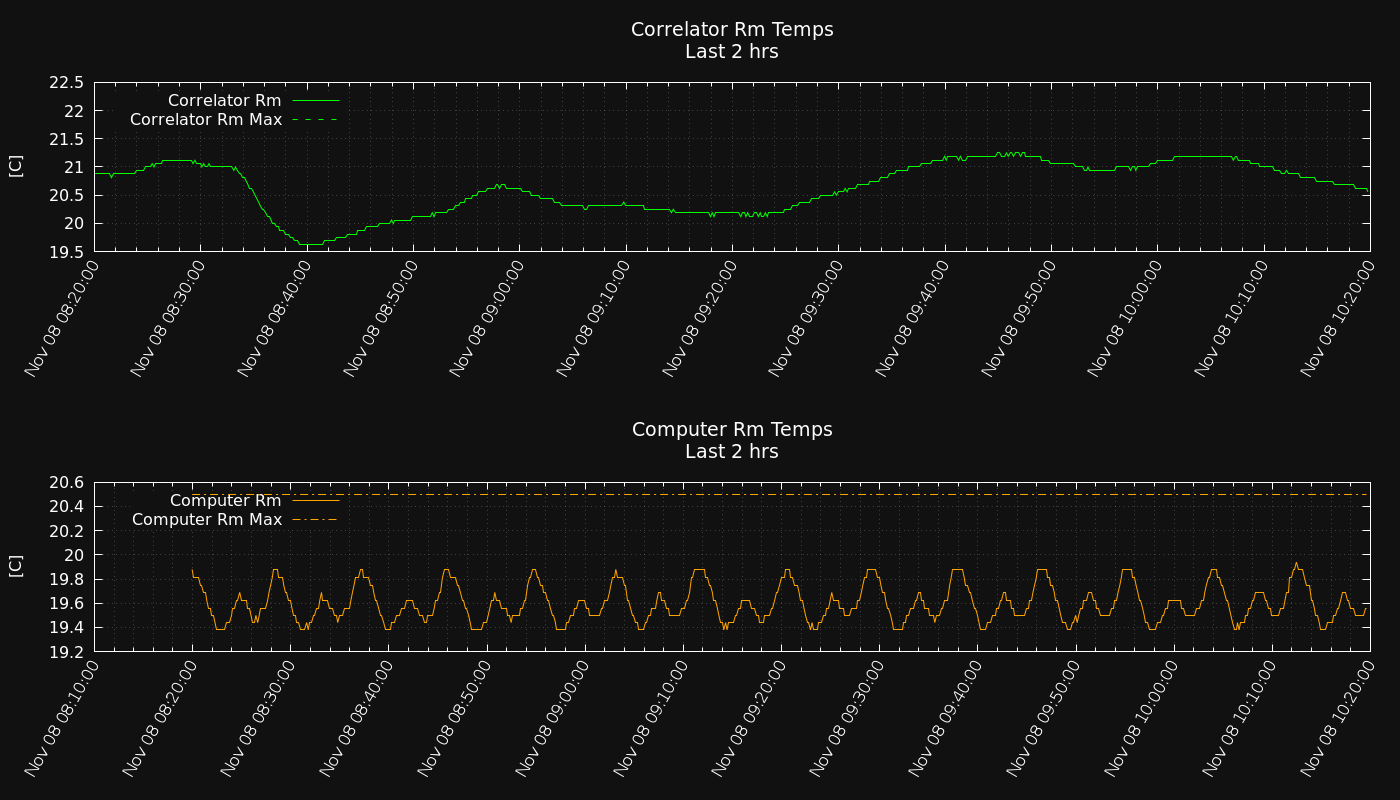 Correlator Rm Temps
Last 2 hrs
22.5
22
21.5
21
20.5
20
19.5
[C]
Correlator Rm
Correlator Rm Max
Nov 08 08:20:00
Nov 08 08:30:00
Nov 08 08:40:00
Nov 08 08:50:00
Nov 08 09:00:00
Nov 08 09:10:00
Nov 08 09:20:00
Nov 08 09:30:00
Nov 08 09:40:00
Nov 08 09:50:00
Nov 08 10:00:00
Nov 08 10:10:00
Nov 08 10:20:00
Computer Rm Temps
Last 2 hrs
20.6
20.4
20.2
20
19.8
19.6
19.4
19.2
[C]
Computer Rm
Computer Rm Max
Nov 08 08:10:00
Nov 08 08:20:00
Nov 08 08:30:00
Nov 08 08:40:00
Nov 08 08:50:00
Nov 08 09:00:00
Nov 08 09:10:00
Nov 08 09:20:00
Nov 08 09:30:00
Nov 08 09:40:00
Nov 08 09:50:00
Nov 08 10:00:00
Nov 08 10:10:00
Nov 08 10:20:00